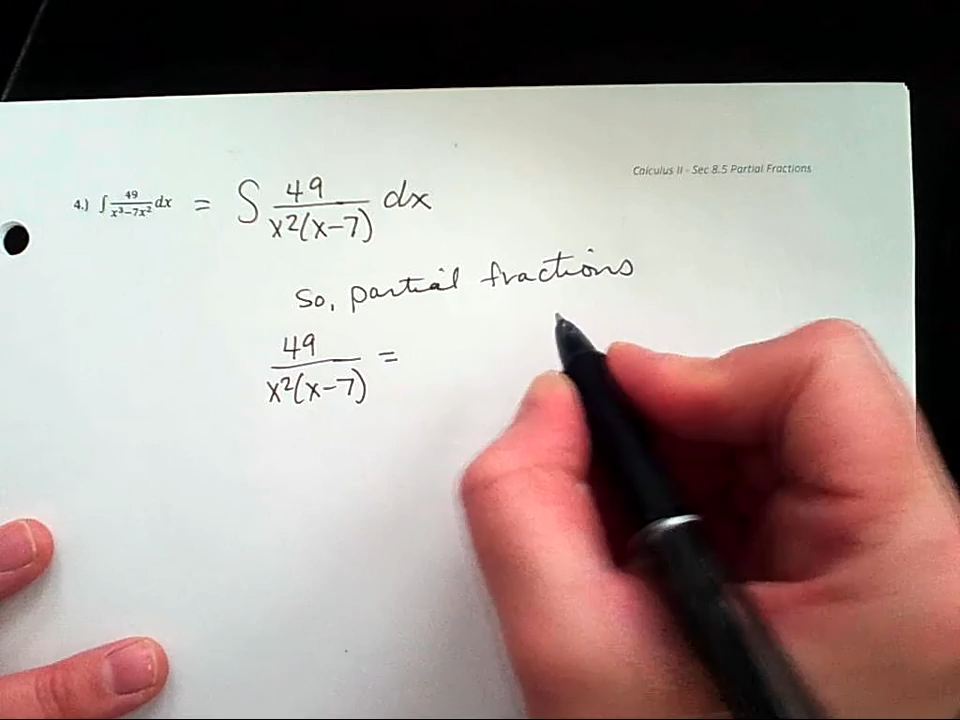 Calculus II - Sec 8.5 Partial Fractions
4.) ∫ 49/(x³−7x²) dx = ∫ 49/(x²(x−7)) dx
so, partial fractions
49/(x²(x−7)) =